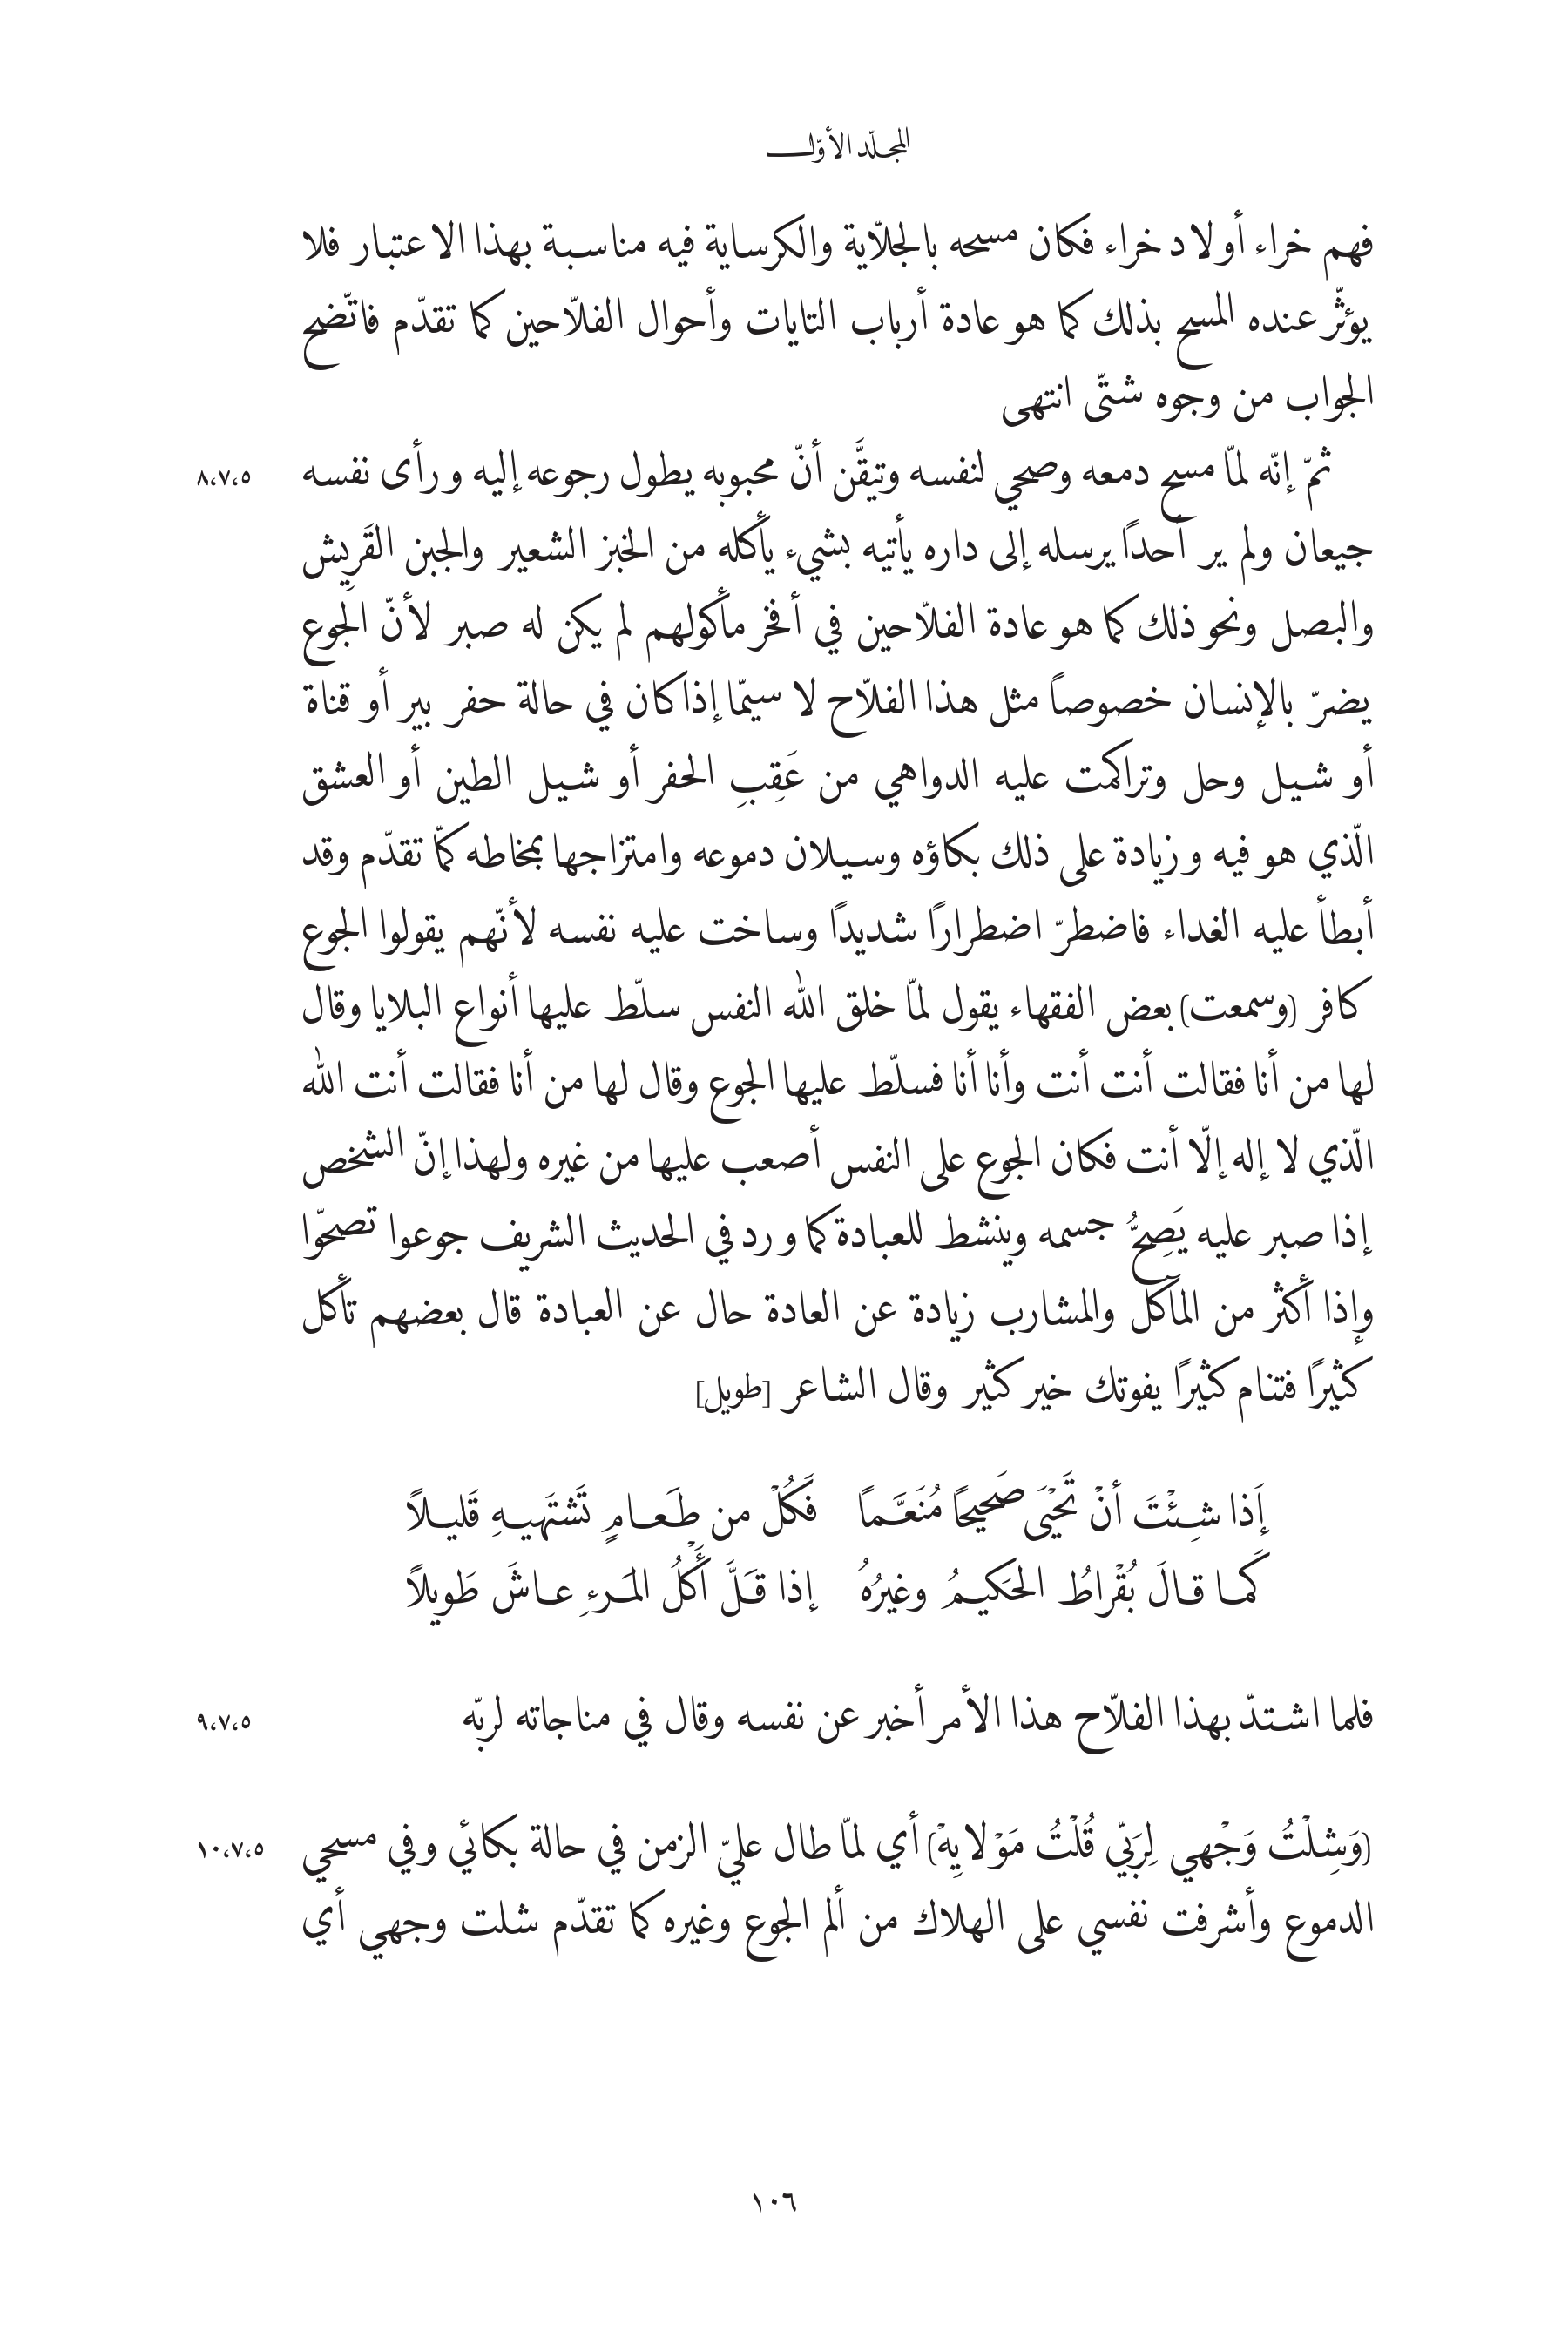 المجلّد الأوّل
فهم خراء أولاد خراء فكان مسحه بالجلّاية والكرساية فيه مناسبة بهذا الاعتبار فلا
يؤثّر عنده المسح بذلك كما هو عادة أرباب التايات وأحوال الفلّاحين كما تقدّم فاتّضح
الجواب من وجوه شتّى انتهى
ثمّ إنّه لمّا مسح دمعه وصحي لنفسه وتيقَّن أنّ محبوبه يطول رجوعه إليه ورأى نفسه ٨،٧،٥
جيعان ولم ير أحداً يرسله إلى داره يأتيه بشيء يأكله من الخبز الشعير والجبن القَريِش
والبصل ونحو ذلك كما هو عادة الفلّاحين في أفخر مأكولهم لم يكن له صبر لأنّ الجوع
يضرّ بالإنسان خصوصاً مثل هذا الفلّاح لا سيمّا إذا كان في حالة حفر بير أو قناة
أو شيل وحل وتراكمت عليه الدواهي من عَقِبِ الحفر أو شيل الطين أو العشق
الّذي هو فيه وزيادة على ذلك بكاؤه وسيلان دموعه وامتزاجها بمخاطه كمّا تقدّم وقد
أبطأ عليه الغداء فاضطرّ اضطرارًا شديدًا وساخت عليه نفسه لأنّهم يقولوا الجوع
كافر (وسمعت) بعض الفقهاء يقول لمّا خلق الله النفس سلّط عليها أنواع البلايا وقال
لها من أنا فقالت أنت أنت وأنا أنا فسلّط عليها الجوع وقال لها من أنا فقالت أنت الله
الّذي لا إله إلّا أنت فكان الجوع على النفس أصعب عليها من غيره ولهذا إنّ الشخص
إذا صبر عليه يَصِحُّ جسمه وينشط للعبادة كما ورد في الحديث الشريف جوعوا تصحّوا
وإذا أكثر من المآكل والمشارب زيادة عن العادة حال عن العبادة قال بعضهم تأكل
كثيرًا فتنام كثيرًا يفوتك خير كثير وقال الشاعر [طويل]
إَذا شِئْتَ أنْ تَحْيَى صَحيحًا مُنَعَّماً فَكُلْ من طَعامٍ تَشتَهيهِ قَليلاً
كَما قالَ بُقْراطُ الحَكيمُ وغيرُهُ إذا قَلَّ أَكْلُ المَرءِ عاشَ طَويلاً
فلما اشتدّ بهذا الفلّاح هذا الأمر أخبر عن نفسه وقال في مناجاته لربّه ٩،٧،٥
(وَشِلْتُ وَجْهي لِرَبّي قُلْتُ مَوْلايِهْ) أي لمّا طال عليّ الزمن في حالة بكائي وفي مسحي ١٠،٧،٥
الدموع وأشرفت نفسي على الهلاك من ألم الجوع وغيره كما تقدّم شلت وجهي أي
١٠٦